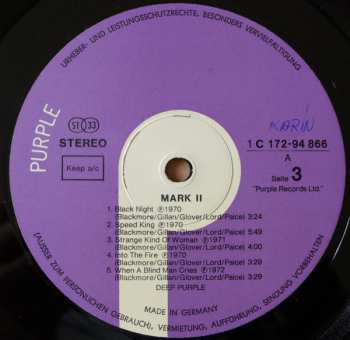 URHEBER- UND LEISTUNGSSCHUTZRECHTE, BESONDERS VERVIELFÄLTIGUNG
PURPLE
ST 33
STEREO
Keep a/c
KARIN
1 C 172-94 866
A
Seite 3
"Purple Records Ltd."
MARK II
1. Black Night ℗1970
(Blackmore/Gillan/Glover/Lord/Paice) 3:24
2. Speed King ℗1970
(Blackmore/Gillan/Glover/Lord/Paice) 5:49
3. Strange Kind Of Woman ℗1971
(Blackmore/Gillan/Glover/Lord/Paice) 4:00
4. Into The Fire ℗1970
(Blackmore/Gillan/Glover/Lord/Paice) 3:29
5. When A Blind Man Cries ℗1972
(Blackmore/Gillan/Glover/Lord/Paice) 3:29
DEEP PURPLE
MADE IN GERMANY
(AUSSER ZUM PERSÖNLICHEN GEBRAUCH), VERMIETUNG, AUFFÜHRUNG, SENDUNG VORBEHALTEN